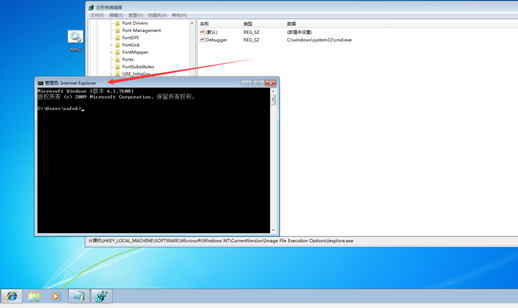 注册表编辑器
文件(F) 编辑(E) 查看(V) 收藏夹(A) 帮助(H)
Font Drivers
Font Management
FontDPI
FontLink
FontMapper
Fonts
FontSubstitutes
GRE_Initialize
名称 类型 数据
(默认) REG_SZ (数值未设置)
Debugger REG_SZ C:\windows\system32\cmd.exe
test2
管理员: Internet Explorer
Microsoft Windows [版本 6.1.7600]
版权所有 (c) 2009 Microsoft Corporation。保留所有权利。
C:\Users\safe6>_
计算机\HKEY_LOCAL_MACHINE\SOFTWARE\Microsoft\Windows NT\CurrentVersion\Image File Execution Options\iexplore.exe